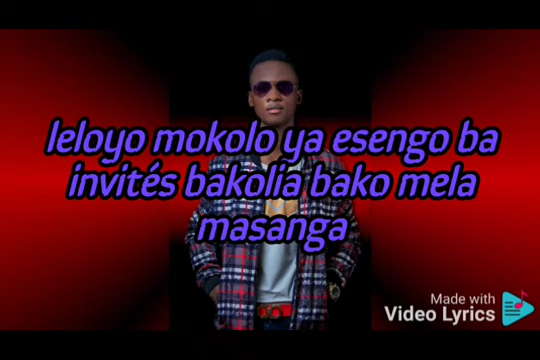 leloyo mokolo ya esengo ba
invités bakolia bako mela
masanga
Made with
Video Lyrics